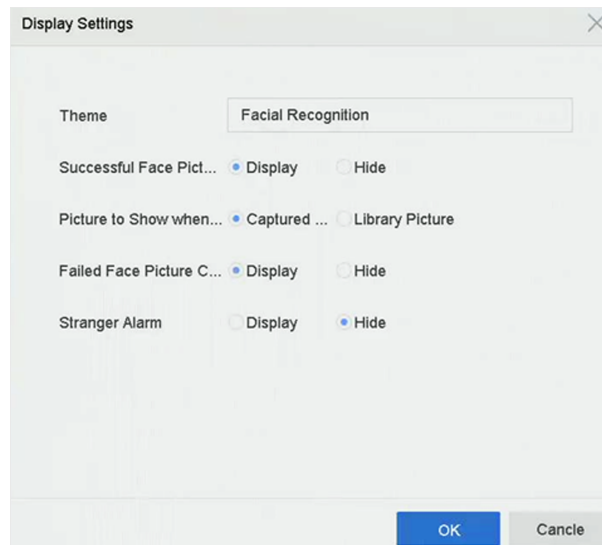 Display Settings
Theme Facial Recognition
Successful Face Pict... Display Hide
Picture to Show when... Captured ... Library Picture
Failed Face Picture C... Display Hide
Stranger Alarm Display Hide
OK Cancle